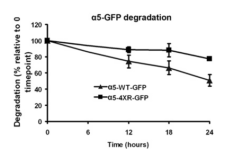 α5-GFP degradation
Degradation (% relative to 0 timepoint)
120
100
80
60
40
20
0
α5-WT-GFP
α5-4XR-GFP
0 6 12 18 24
Time (hours)